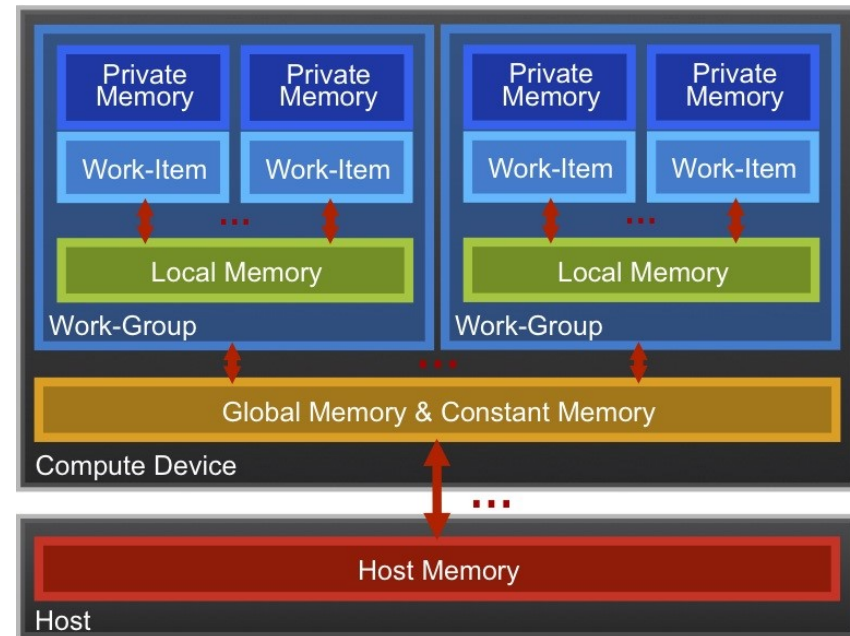 Private Memory
Private Memory
Private Memory
Private Memory
Work-Item
Work-Item
Work-Item
Work-Item
...
...
Local Memory
Local Memory
Work-Group
Work-Group
...
Global Memory & Constant Memory
Compute Device
...
Host Memory
Host